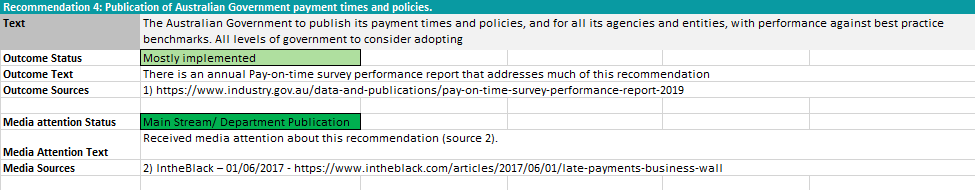 Recommendation 4: Publication of Australian Government payment times and policies.
Text The Australian Government to publish its payment times and policies, and for all its agencies and entities, with performance against best practice
benchmarks. All levels of government to consider adopting
Outcome Status Mostly implemented
Outcome Text There is an annual Pay-on-time survey performance report that addresses much of this recommendation
Outcome Sources 1) https://www.industry.gov.au/data-and-publications/pay-on-time-survey-performance-report-2019
Media attention Status Main Stream/ Department Publication
Received media attention about this recommendation (source 2).
Media Attention Text
Media Sources 2) IntheBlack – 01/06/2017 - https://www.intheblack.com/articles/2017/06/01/late-payments-business-wall